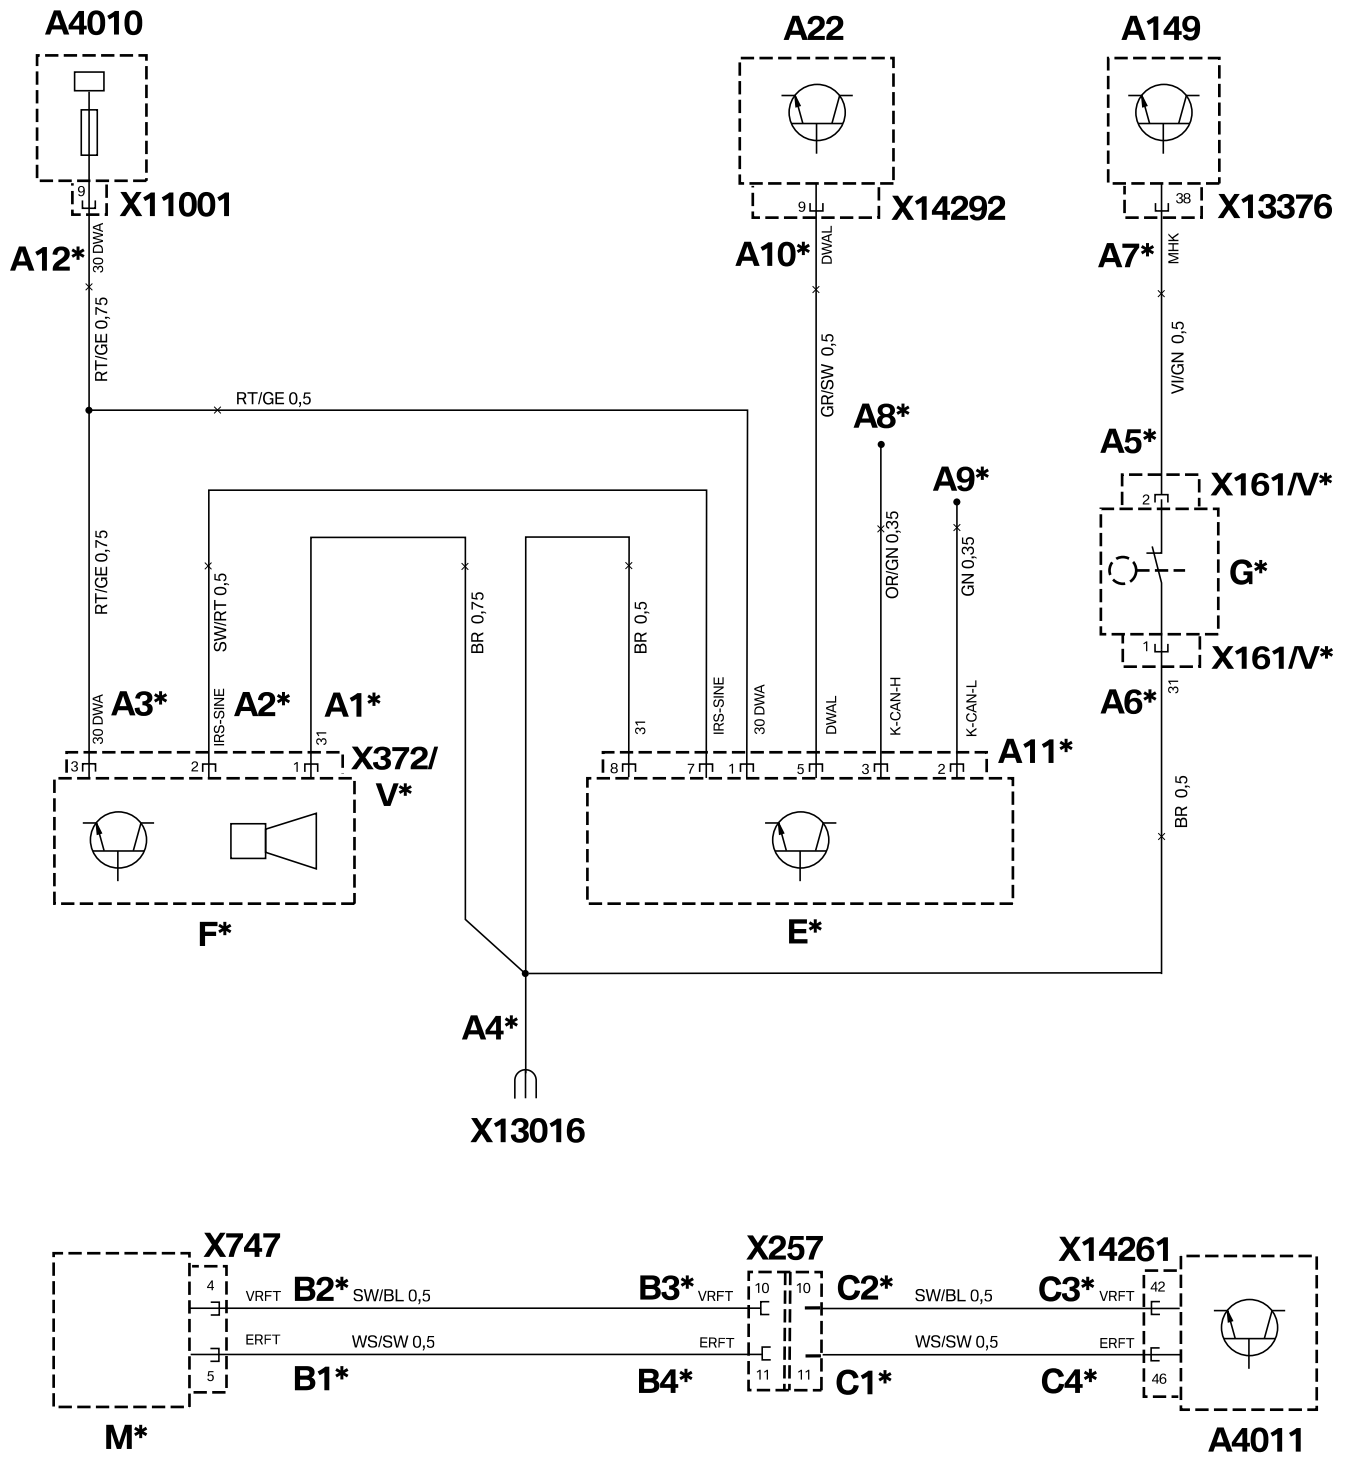 A4010
A22
A149
9
X11001
9
X14292
38
X13376
A12*
30 DWA
A10*
DWAL
A7*
MHK
RT/GE 0,75
GR/SW 0,5
VI/GN 0,5
RT/GE 0,5
A8*
A5*
A9*
2
X161/V*
RT/GE 0,75
SW/RT 0,5
BR 0,75
BR 0,5
OR/GN 0,35
GN 0,35
G*
1
X161/V*
A3*
A2*
A1*
A6*
31
30 DWA
IRS-SINE
31
31
IRS-SINE
30 DWA
DWAL
K-CAN-H
K-CAN-L
3
2
1
X372/
V*
8
7
1
5
3
2
A11*
BR 0,5
F*
E*
A4*
X13016
X747
X257
X14261
4
VRFT
B2*
SW/BL 0,5
B3*
VRFT
10
10
C2*
SW/BL 0,5
C3*
VRFT
42
ERFT
WS/SW 0,5
ERFT
WS/SW 0,5
ERFT
5
B1*
B4*
11
11
C1*
C4*
46
M*
A4011